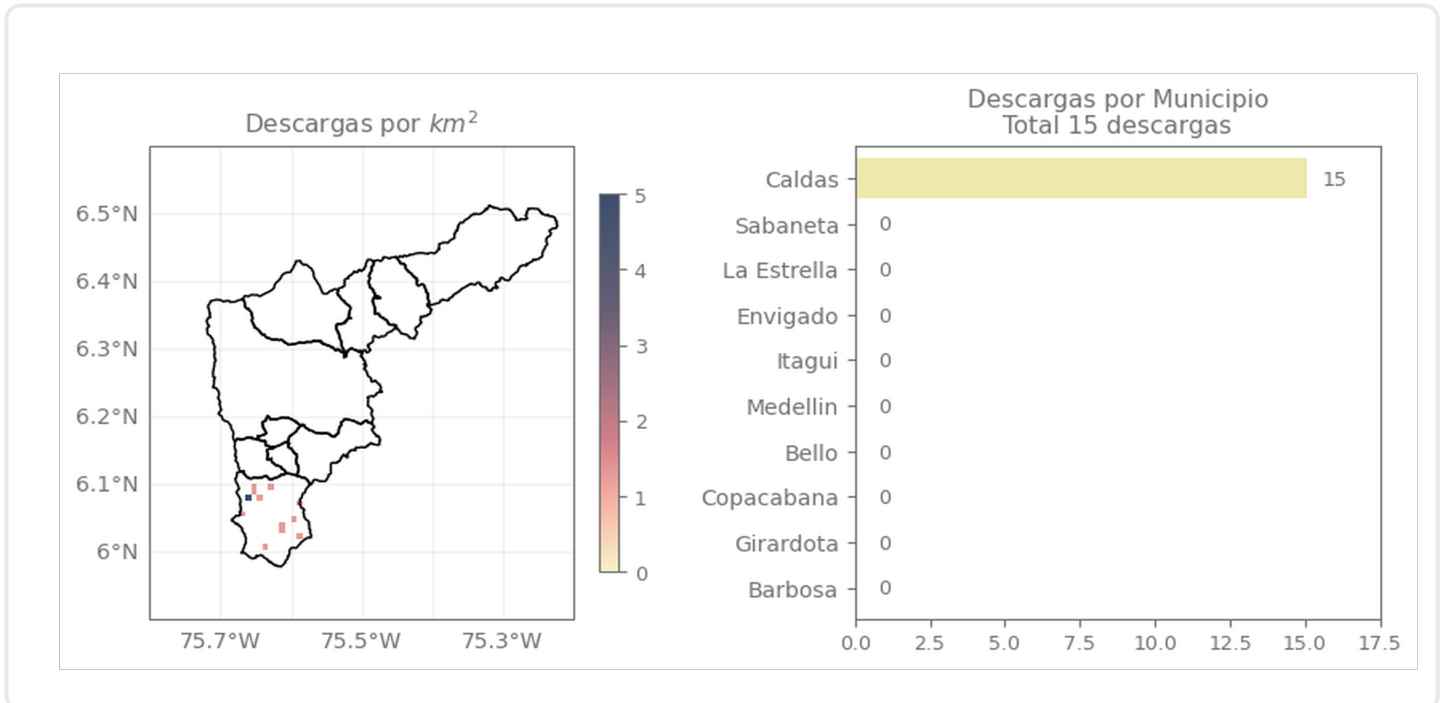 Descargas por km²
6.5°N
6.4°N
6.3°N
6.2°N
6.1°N
6°N
75.7°W 75.5°W 75.3°W
5
4
3
2
1
0
Descargas por Municipio
Total 15 descargas
Caldas 15
Sabaneta 0
La Estrella 0
Envigado 0
Itagui 0
Medellin 0
Bello 0
Copacabana 0
Girardota 0
Barbosa 0
0.0 2.5 5.0 7.5 10.0 12.5 15.0 17.5